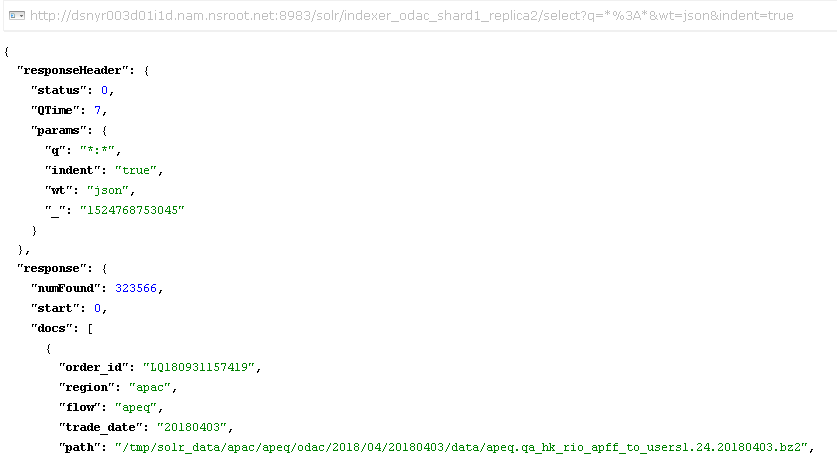 http://dsnyr003d01i1d.nam.nsroot.net:8983/solr/indexer_odac_shard1_replica2/select?q=*%3A*&wt=json&indent=true
{
"responseHeader": {
"status": 0,
"QTime": 7,
"params": {
"q": "*:*",
"indent": "true",
"wt": "json",
"_": "1524768753045"
}
},
"response": {
"numFound": 323566,
"start": 0,
"docs": [
{
"order_id": "LQ180931157419",
"region": "apac",
"flow": "apeq",
"trade_date": "20180403",
"path": "/tmp/solr_data/apac/apeq/odac/2018/04/20180403/data/apeq.qa_hk_rio_apff_to_users1.24.20180403.bz2",